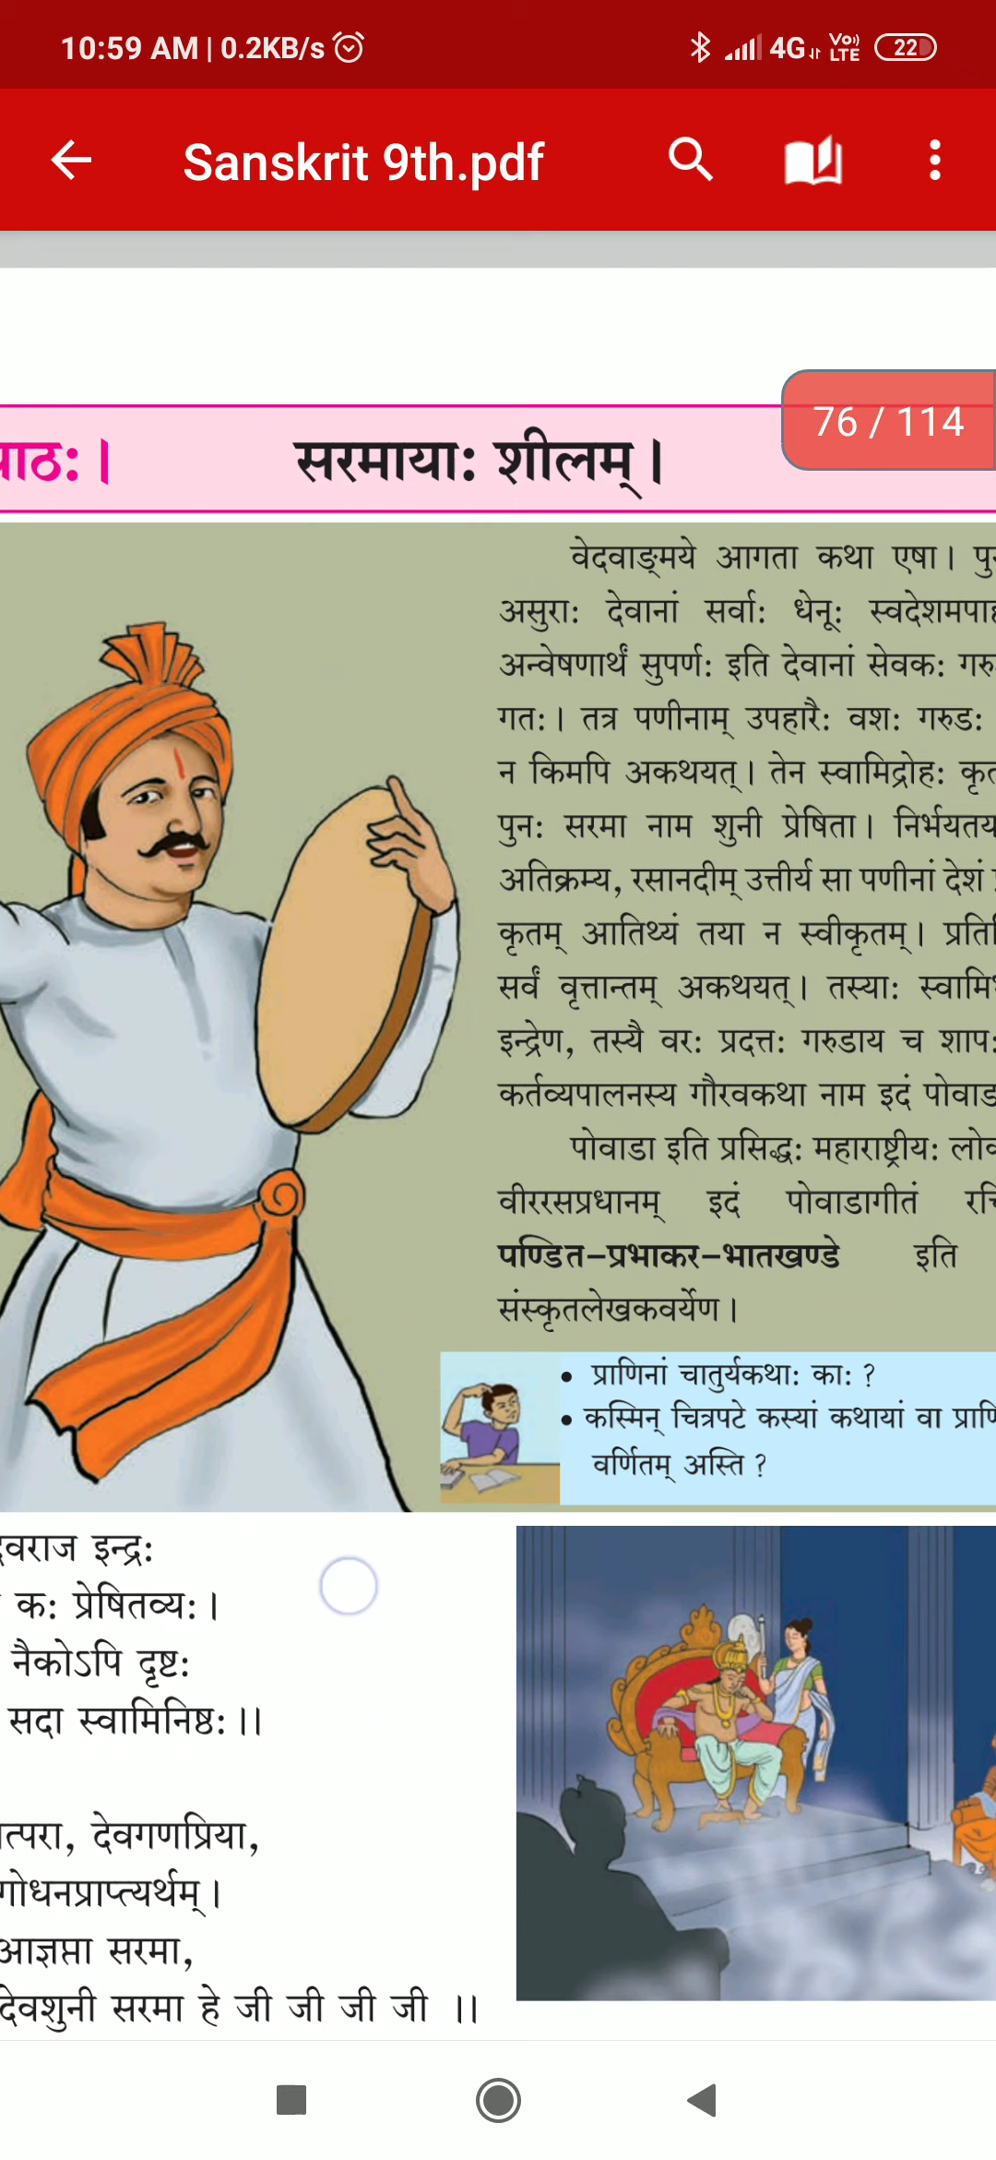 10:59 AM | 0.2KB/s
4G Vo)) LTE 22
Sanskrit 9th.pdf
76 / 114
सरमायाः शीलम् ।
वेदवाङ्मये आगता कथा एषा ।
असुराः देवानां सर्वाः धेनूः
अन्वेषणार्थं सुपर्णः इति देवानां सेवकः
गतः । तत्र पणीनाम् उपहारैः वशः गरुडः
न किमपि अकथयत् । तेन स्वामिद्रोहः
पुनः सरमा नाम शुनी प्रेषिता ।
अतिक्रम्य, रसानदीम् उत्तीर्य सा पणीनां देशं
कृतम् आतिथ्यं तया न स्वीकृतम् ।
सर्वं वृत्तान्तम् अकथयत् । तस्याः
इन्द्रेण, तस्यै वरः प्रदत्तः गरुडाय च शापः
कर्तव्यपालनस्य गौरवकथा नाम इदं
पोवाडा इति प्रसिद्धः महाराष्ट्रीयः
वीररसप्रधानम् इदं पोवाडागीतं
पण्डित-प्रभाकर-भातखण्डे इति
संस्कृतलेखकवर्येण ।
• प्राणिनां चातुर्यकथाः काः ?
• कस्मिन् चित्रपटे कस्यां कथायां वा
वर्णितम् अस्ति ?
इन्द्रः
कः प्रेषितव्यः ।
नैकोऽपि दृष्टः
सदा स्वामिनिष्ठः ।।
देवगणप्रिया,
गोधनप्राप्त्यर्थम् ।
आज्ञप्ता सरमा,
देवशुनी सरमा हे जी जी जी जी ।।